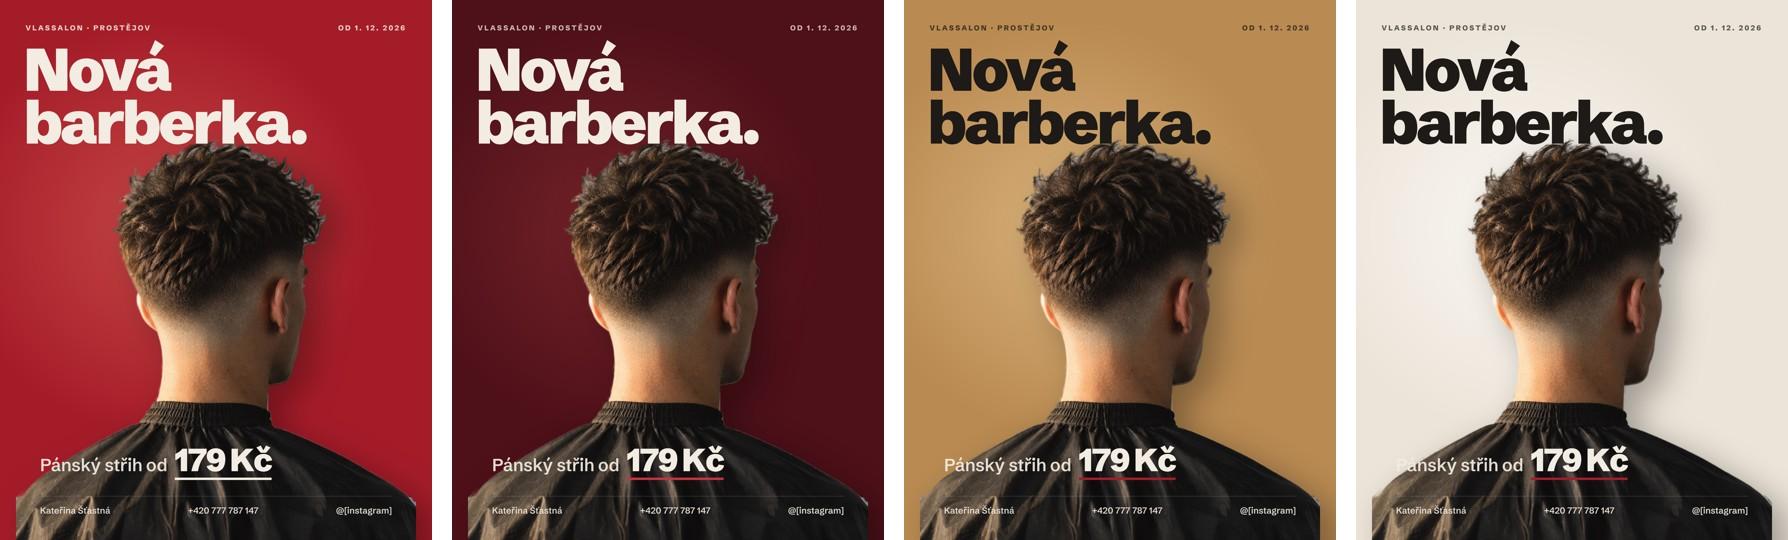 VLASSALON · PROSTĚJOV OD 1. 12. 2026
Nová
barberka.
Pánský střih od 179 Kč
Kateřina Šťastná +420 777 787 147 @[instagram]
VLASSALON · PROSTĚJOV OD 1. 12. 2026
Nová
barberka.
Pánský střih od 179 Kč
Kateřina Šťastná +420 777 787 147 @[instagram]
VLASSALON · PROSTĚJOV OD 1. 12. 2026
Nová
barberka.
Pánský střih od 179 Kč
Kateřina Šťastná +420 777 787 147 @[instagram]
VLASSALON · PROSTĚJOV OD 1. 12. 2026
Nová
barberka.
Pánský střih od 179 Kč
Kateřina Šťastná +420 777 787 147 @[instagram]